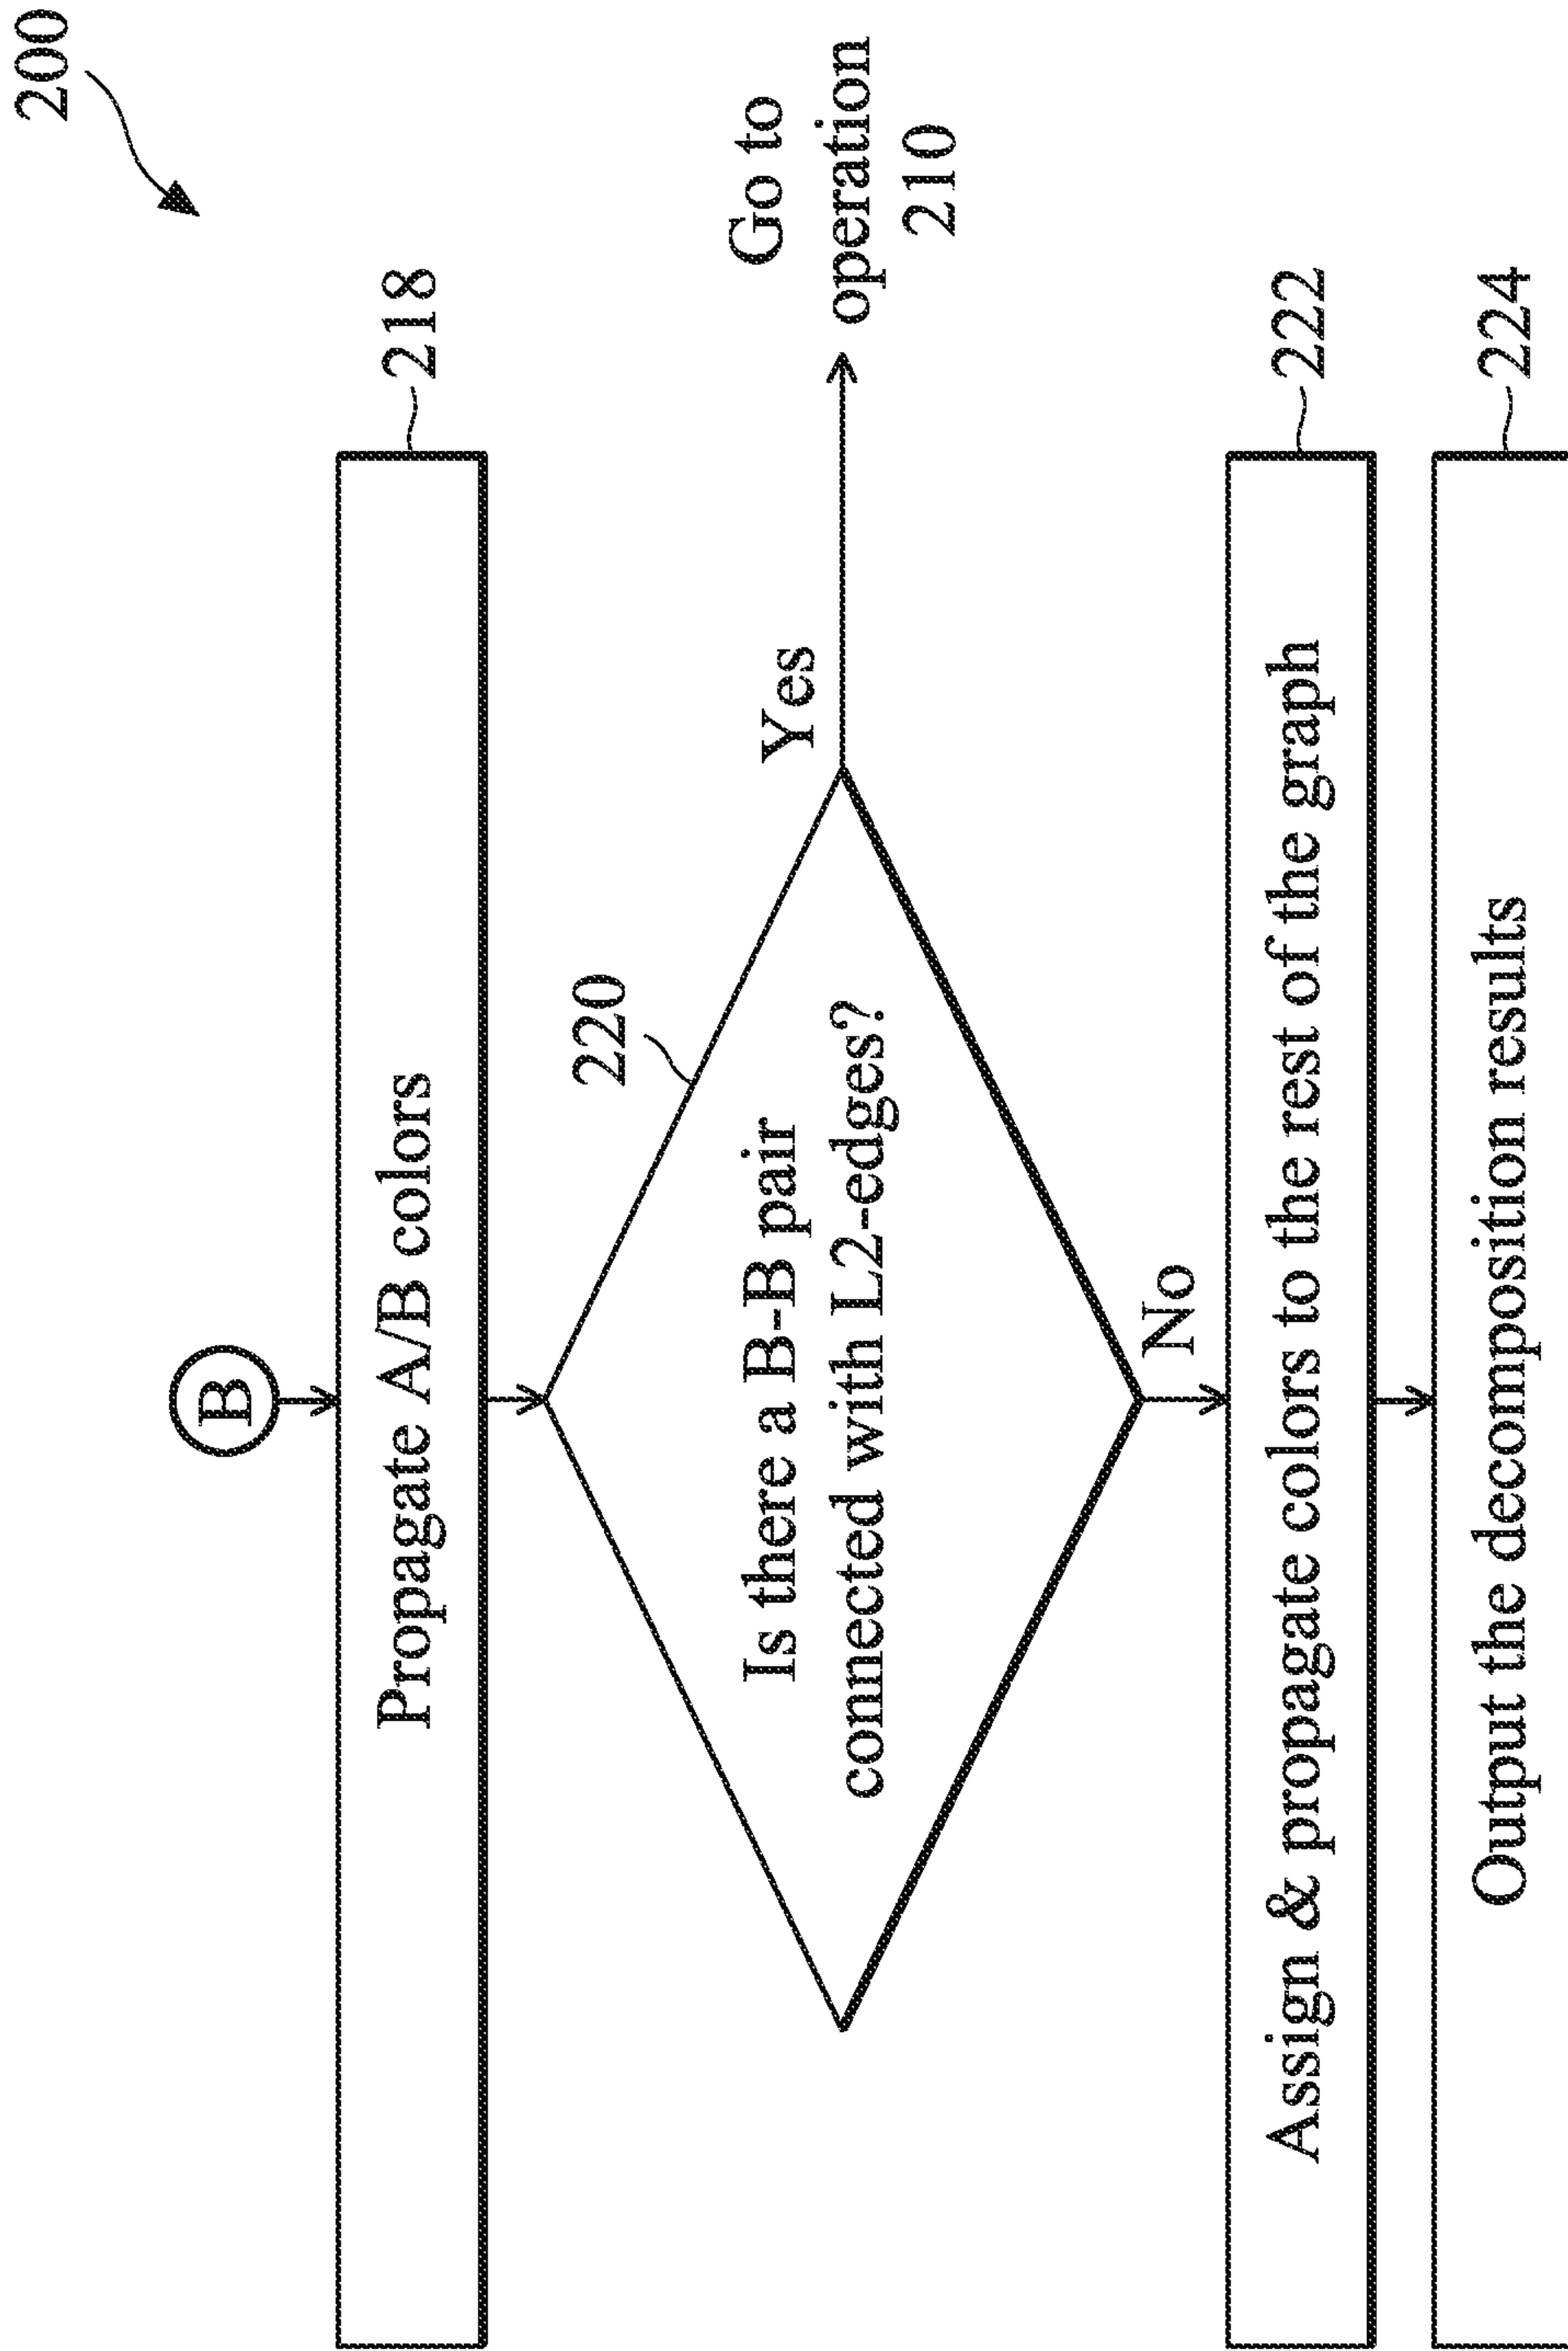 200
B
Propagate A/B colors
218
220
Is there a B-B pair
connected with L2-edges?
Yes
Go to
operation
210
No
Assign & propagate colors to the rest of the graph
222
Output the decomposition results
224